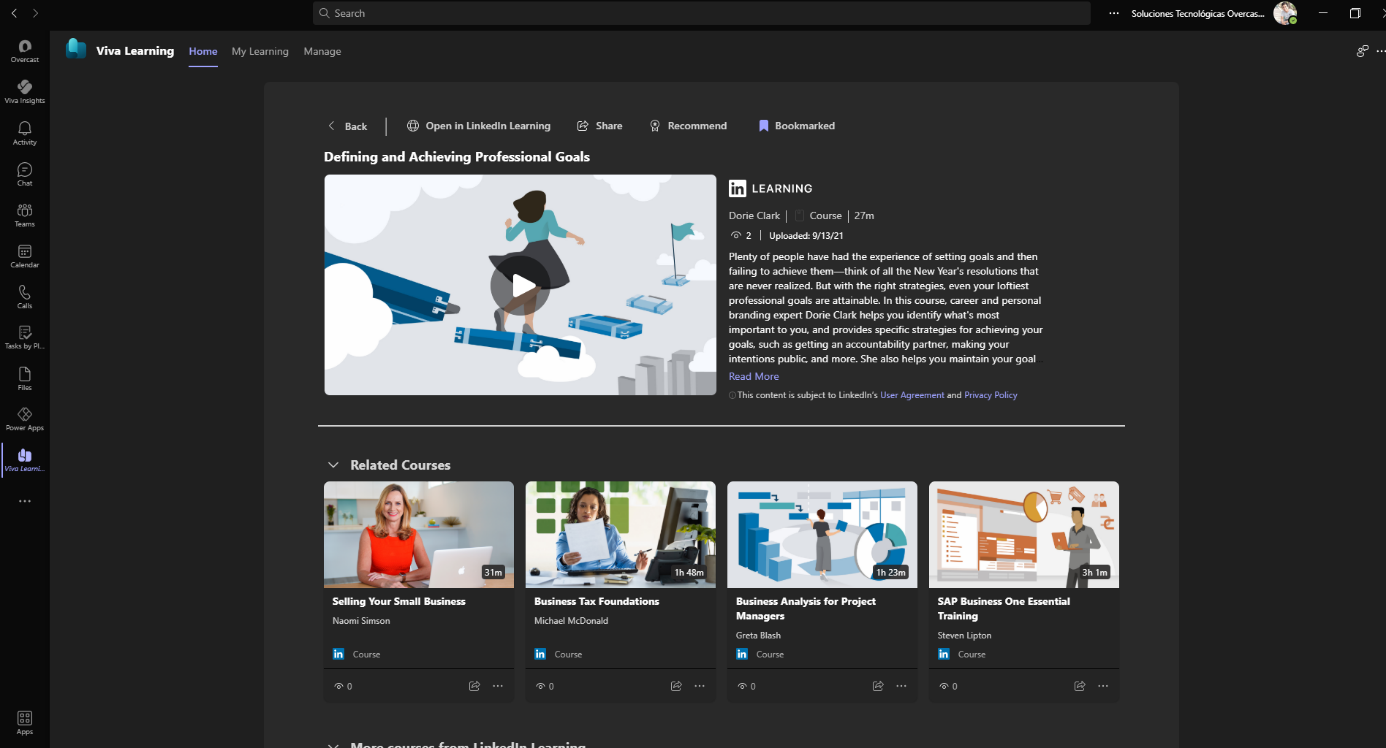 Search
Soluciones Tecnológicas Overcas...
Overcast
Viva Insights
Activity
Chat
Teams
Calendar
Calls
Tasks by Pl...
Files
Power Apps
Viva Learni...
Apps
Viva Learning Home My Learning Manage
Back Open in LinkedIn Learning Share Recommend Bookmarked
Defining and Achieving Professional Goals
in LEARNING
Dorie Clark | Course | 27m
2 | Uploaded: 9/13/21
Plenty of people have had the experience of setting goals and then
failing to achieve them—think of all the New Year's resolutions that
are never realized. But with the right strategies, even your loftiest
professional goals are attainable. In this course, career and personal
branding expert Dorie Clark helps you identify what's most
important to you, and provides specific strategies for achieving your
goals, such as getting an accountability partner, making your
intentions public, and more. She also helps you maintain your goal
Read More
This content is subject to LinkedIn's User Agreement and Privacy Policy
Related Courses
31m
Selling Your Small Business
Naomi Simson
in Course
0
1h 48m
Business Tax Foundations
Michael McDonald
in Course
0
1h 23m
Business Analysis for Project
Managers
Greta Blash
in Course
0
3h 1m
SAP Business One Essential
Training
Steven Lipton
in Course
0
More courses from LinkedIn Learning